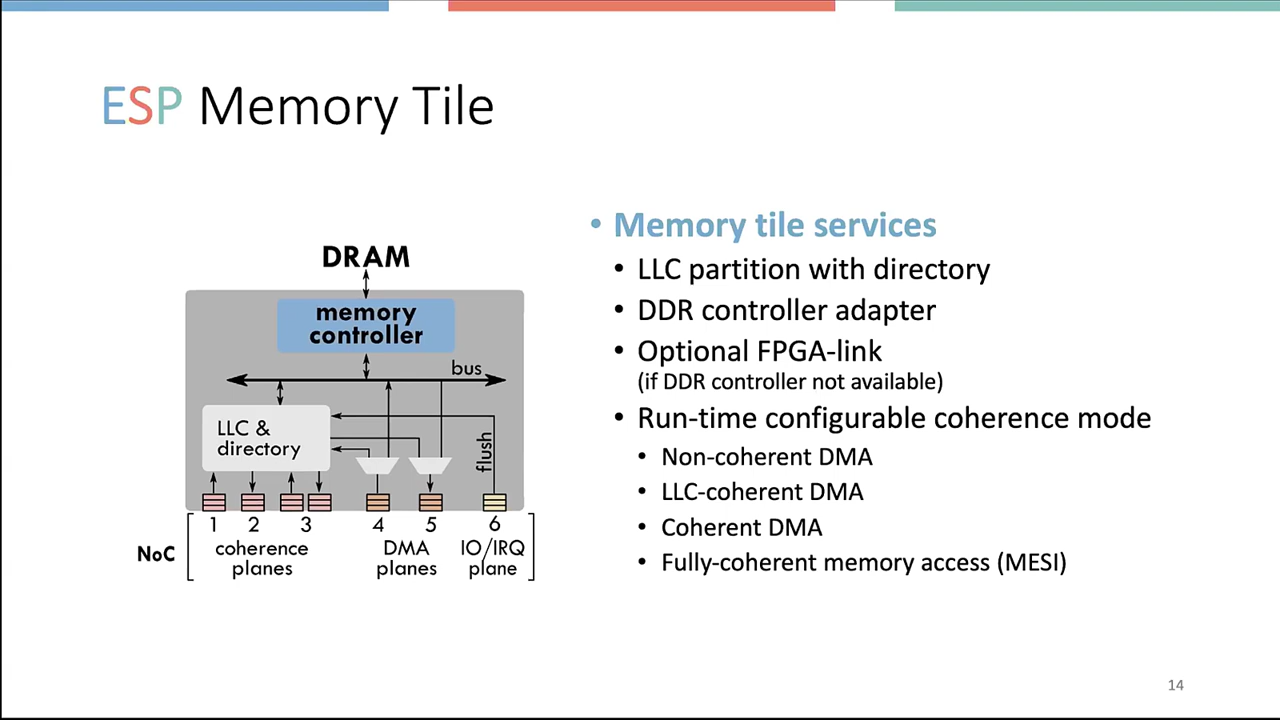 ESP Memory Tile
DRAM
memory
controller
bus
LLC &
directory
flush
1 2 3 4 5 6
NoC
coherence
planes
DMA
planes
IO/IRQ
plane
• Memory tile services
• LLC partition with directory
• DDR controller adapter
• Optional FPGA-link
(if DDR controller not available)
• Run-time configurable coherence mode
• Non-coherent DMA
• LLC-coherent DMA
• Coherent DMA
• Fully-coherent memory access (MESI)
14